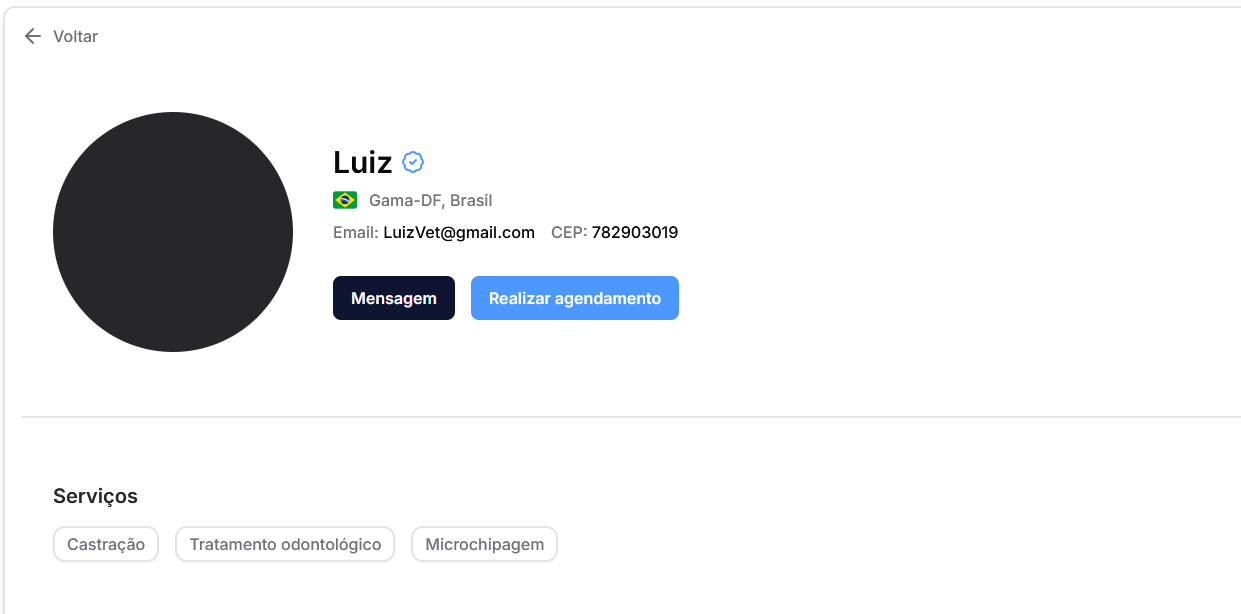 Voltar
Luiz
Gama-DF, Brasil
Email: LuizVet@gmail.com CEP: 782903019
Mensagem Realizar agendamento
Serviços
Castração Tratamento odontológico Microchipagem